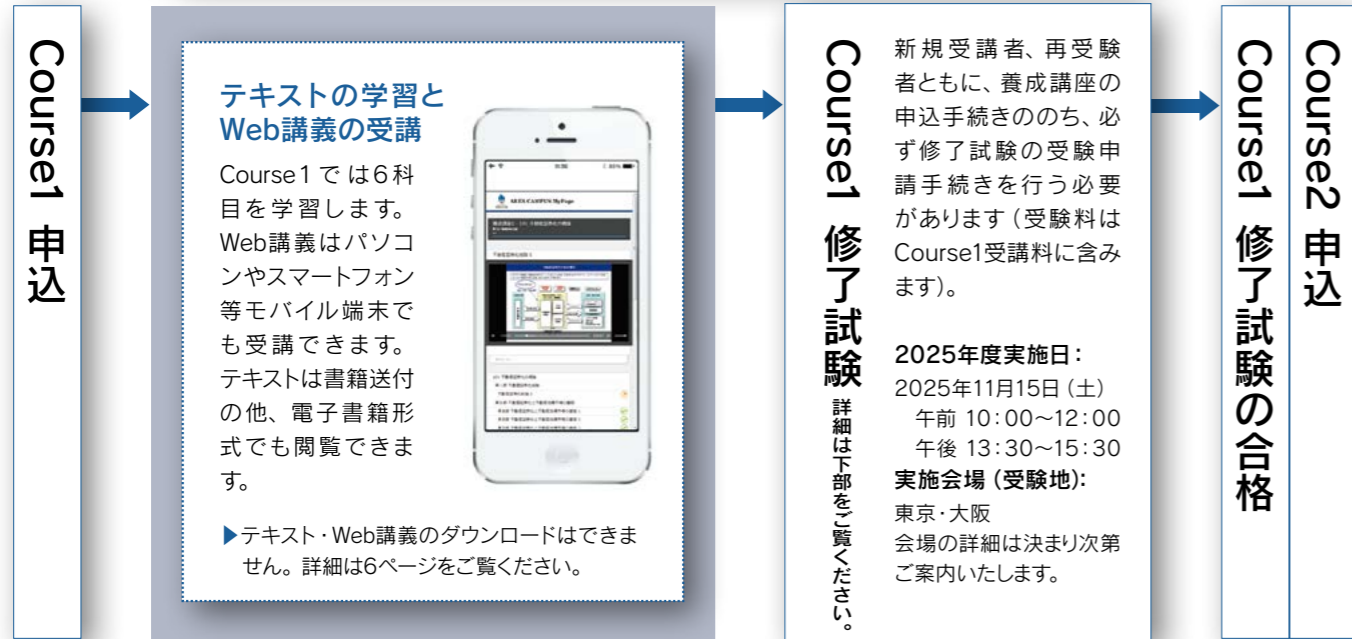 Course1 申込
テキストの学習と
Web講義の受講
Course1では6科
目を学習します。
Web講義はパソコ
ンやスマートフォン
等モバイル端末で
も受講できます。
テキストは書籍送付
の他、電子書籍形
式でも閲覧できま
す。
ARES CAMPUS MyPage
▶テキスト・Web講義のダウンロードはできま
せん。詳細は6ページをご覧ください。
Course1 修了試験 詳細は下部をご覧ください。
新規受講者、再受験
者ともに、養成講座の
申込手続きののち、必
ず修了試験の受験申
請手続きを行う必要
があります（受験料は
Course1受講料に含み
ます）。
2025年度実施日：
2025年11月15日（土）
午前 10：00～12：00
午後 13：30～15：30
実施会場（受験地）：
東京・大阪
会場の詳細は決まり次第
ご案内いたします。
Course1 修了試験の合格
Course2 申込